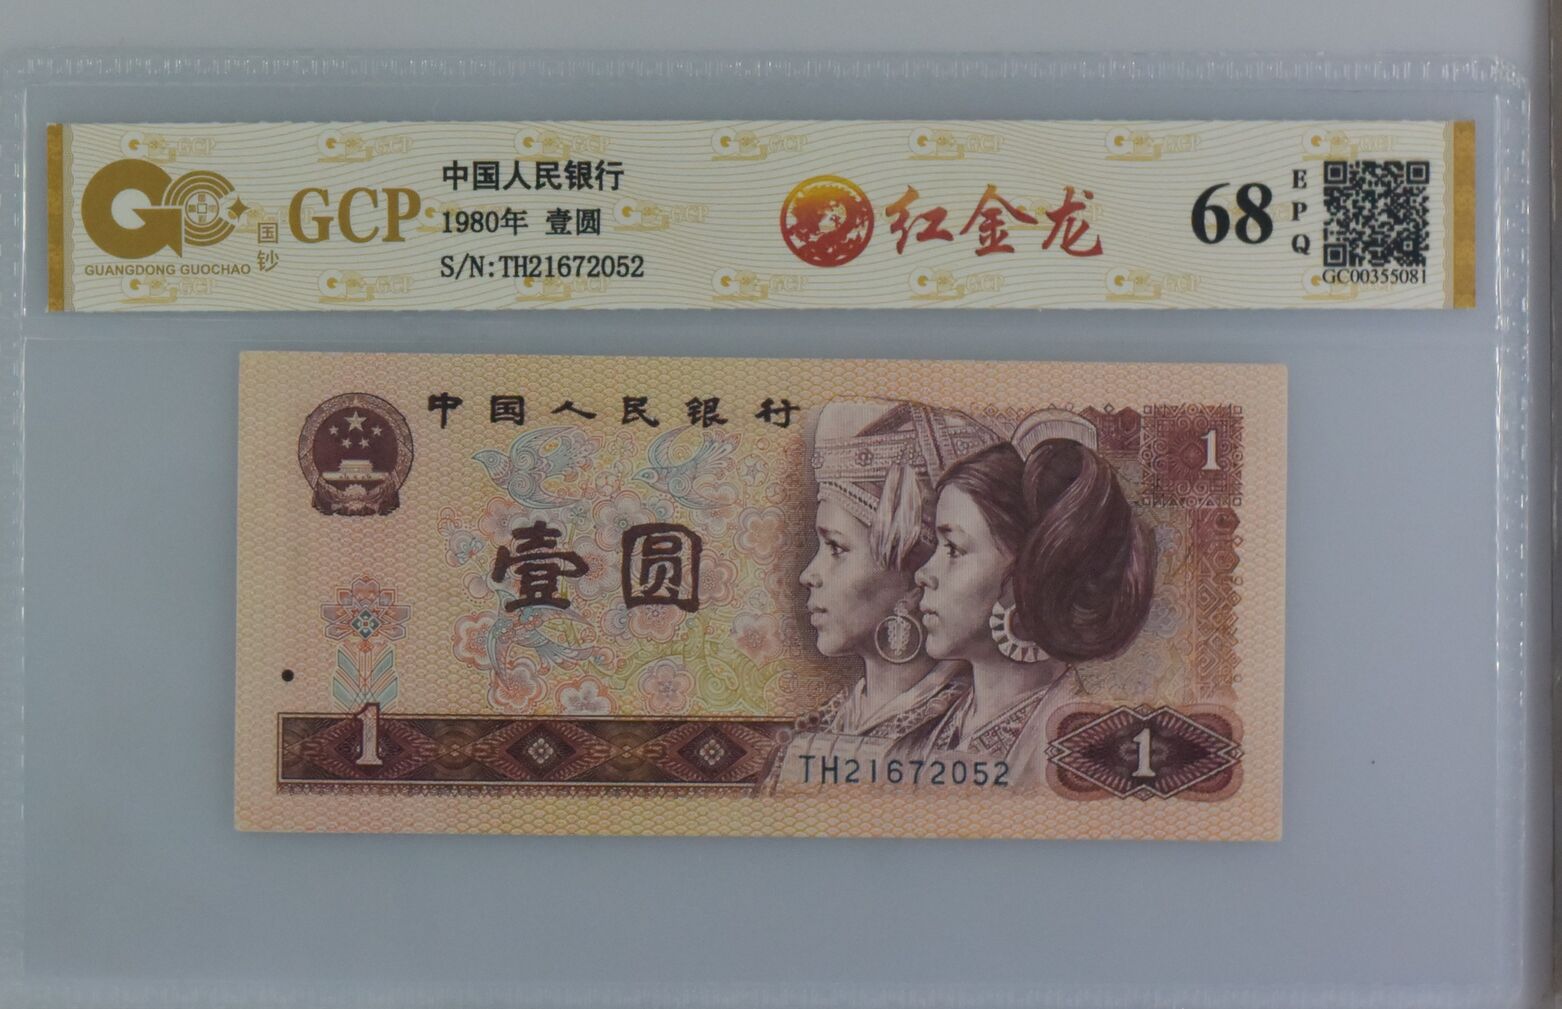 GCP
国钞
GUANGDONG GUOCHAO
中国人民银行
1980年 壹圆
S/N:TH21672052
红金龙
68
EPQ
GC00355081
中国人民银行
1
壹圆
1
TH21672052
1